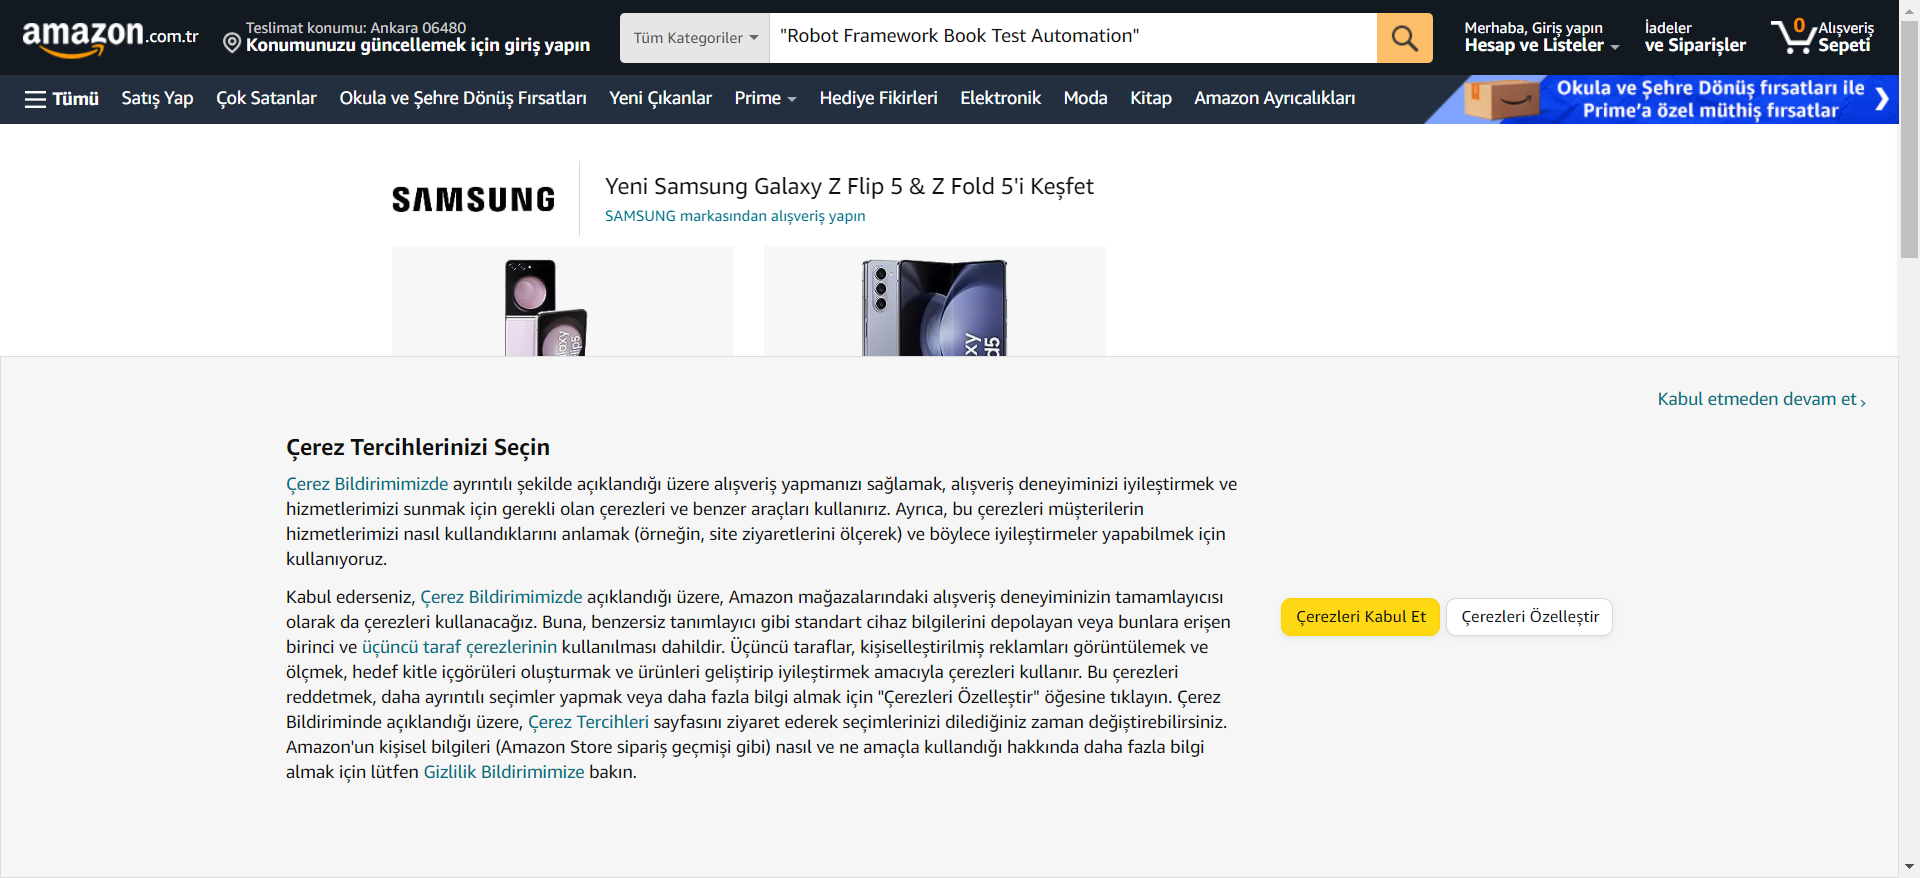 amazon.com.tr
Teslimat konumu: Ankara 06480
Konumunuzu güncellemek için giriş yapın
Tüm Kategoriler
"Robot Framework Book Test Automation"
Merhaba, Giriş yapın
Hesap ve Listeler
İadeler
ve Siparişler
0
Alışveriş
Sepeti
Tümü
Satış Yap
Çok Satanlar
Okula ve Şehre Dönüş Fırsatları
Yeni Çıkanlar
Prime
Hediye Fikirleri
Elektronik
Moda
Kitap
Amazon Ayrıcalıkları
Okula ve Şehre Dönüş fırsatları ile
Prime'a özel müthiş fırsatlar
SAMSUNG
Yeni Samsung Galaxy Z Flip 5 & Z Fold 5'i Keşfet
SAMSUNG markasından alışveriş yapın
Kabul etmeden devam et
Çerez Tercihlerinizi Seçin
Çerez Bildirimimizde ayrıntılı şekilde açıklandığı üzere alışveriş yapmanızı sağlamak, alışveriş deneyiminizi iyileştirmek ve
hizmetlerimizi sunmak için gerekli olan çerezleri ve benzer araçları kullanırız. Ayrıca, bu çerezleri müşterilerin
hizmetlerimizi nasıl kullandıklarını anlamak (örneğin, site ziyaretlerini ölçerek) ve böylece iyileştirmeler yapabilmek için
kullanıyoruz.
Kabul ederseniz, Çerez Bildirimimizde açıklandığı üzere, Amazon mağazalarındaki alışveriş deneyiminizin tamamlayıcısı
olarak da çerezleri kullanacağız. Buna, benzersiz tanımlayıcı gibi standart cihaz bilgilerini depolayan veya bunlara erişen
birinci ve üçüncü taraf çerezlerinin kullanılması dahildir. Üçüncü taraflar, kişiselleştirilmiş reklamları görüntülemek ve
ölçmek, hedef kitle içgörüleri oluşturmak ve ürünleri geliştirip iyileştirmek amacıyla çerezleri kullanır. Bu çerezleri
reddetmek, daha ayrıntılı seçimler yapmak veya daha fazla bilgi almak için "Çerezleri Özelleştir" öğesine tıklayın. Çerez
Bildiriminde açıklandığı üzere, Çerez Tercihleri sayfasını ziyaret ederek seçimlerinizi dilediğiniz zaman değiştirebilirsiniz.
Amazon'un kişisel bilgileri (Amazon Store sipariş geçmişi gibi) nasıl ve ne amaçla kullandığı hakkında daha fazla bilgi
almak için lütfen Gizlilik Bildirimimize bakın.
Çerezleri Kabul Et
Çerezleri Özelleştir